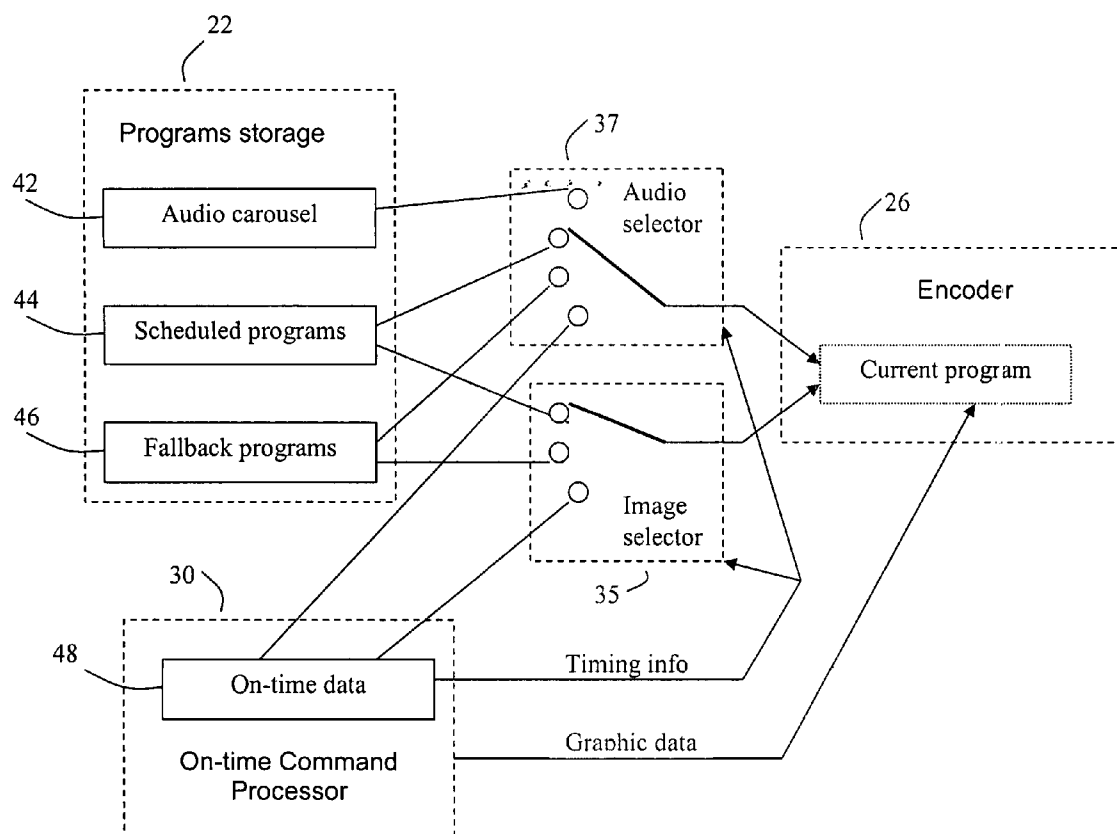 22
Programs storage
37
42
Audio carousel
Audio
selector
26
44
Scheduled programs
Encoder
Current program
46
Fallback programs
Image
selector
30
35
48
On-time data
Timing info
Graphic data
On-time Command
Processor